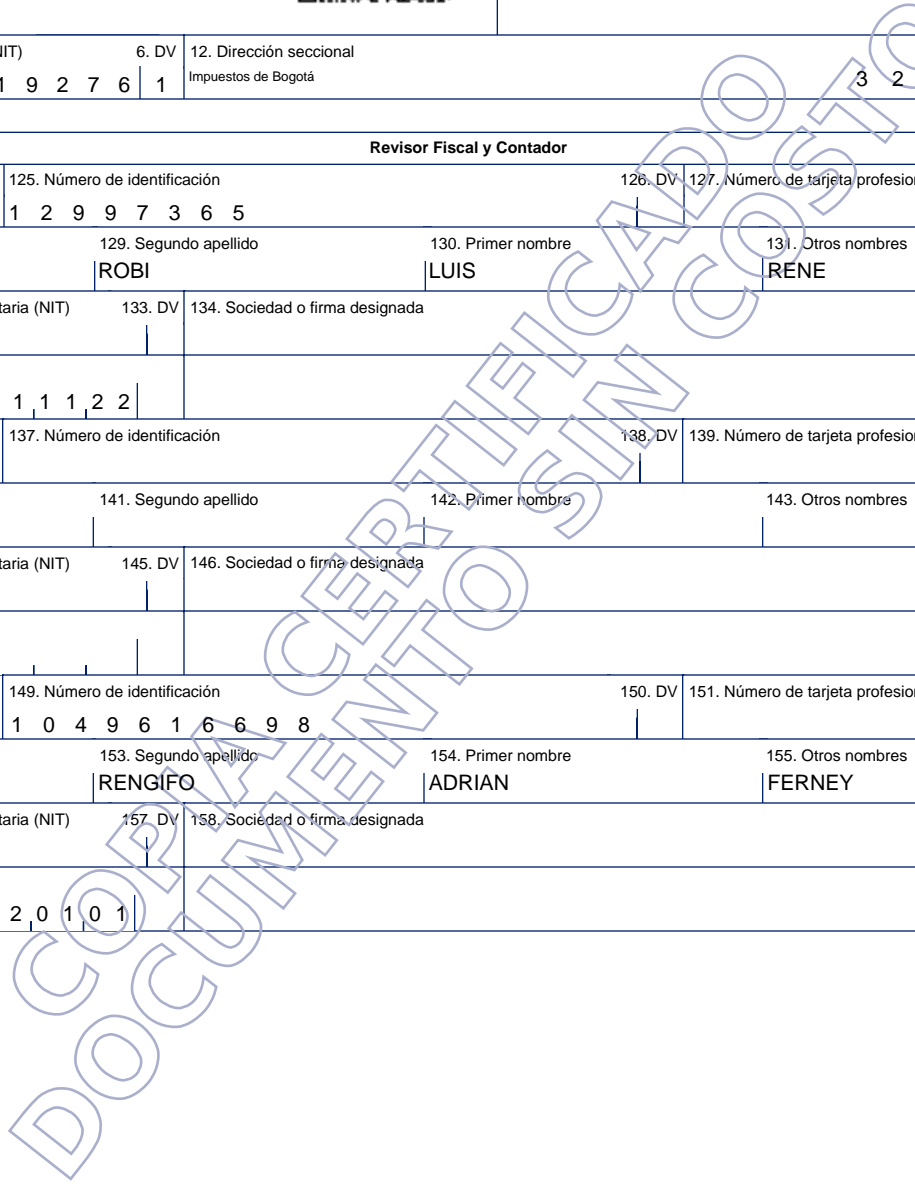 NIT) 6. DV 12. Dirección seccional
1 9 2 7 6 1 Impuestos de Bogotá 3 2
Revisor Fiscal y Contador
125. Número de identificación 126. DV 127. Número de tarjeta profesion
1 2 9 9 7 3 6 5
129. Segundo apellido 130. Primer nombre 131. Otros nombres
ROBI LUIS RENE
taria (NIT) 133. DV 134. Sociedad o firma designada
1 1 1 2 2
137. Número de identificación 138. DV 139. Número de tarjeta profesion
141. Segundo apellido 142. Primer nombre 143. Otros nombres
taria (NIT) 145. DV 146. Sociedad o firma designada
149. Número de identificación 150. DV 151. Número de tarjeta profesion
1 0 4 9 6 1 6 6 9 8
153. Segundo apellido 154. Primer nombre 155. Otros nombres
RENGIFO ADRIAN FERNEY
taria (NIT) 157. DV 158. Sociedad o firma designada
2 0 1 0 1
COPIA CERTIFICADO
DOCUMENTO SIN COSTO